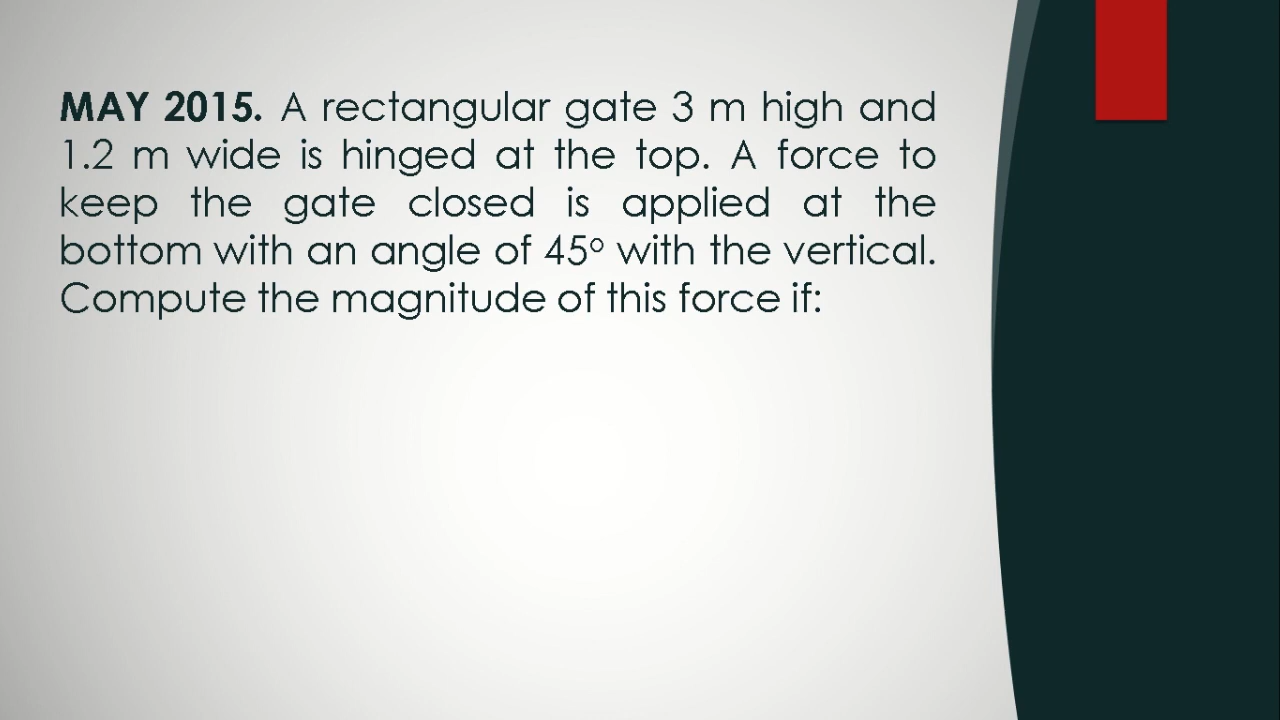 MAY 2015. A rectangular gate 3 m high and
1.2 m wide is hinged at the top. A force to
keep the gate closed is applied at the
bottom with an angle of 45° with the vertical.
Compute the magnitude of this force if: